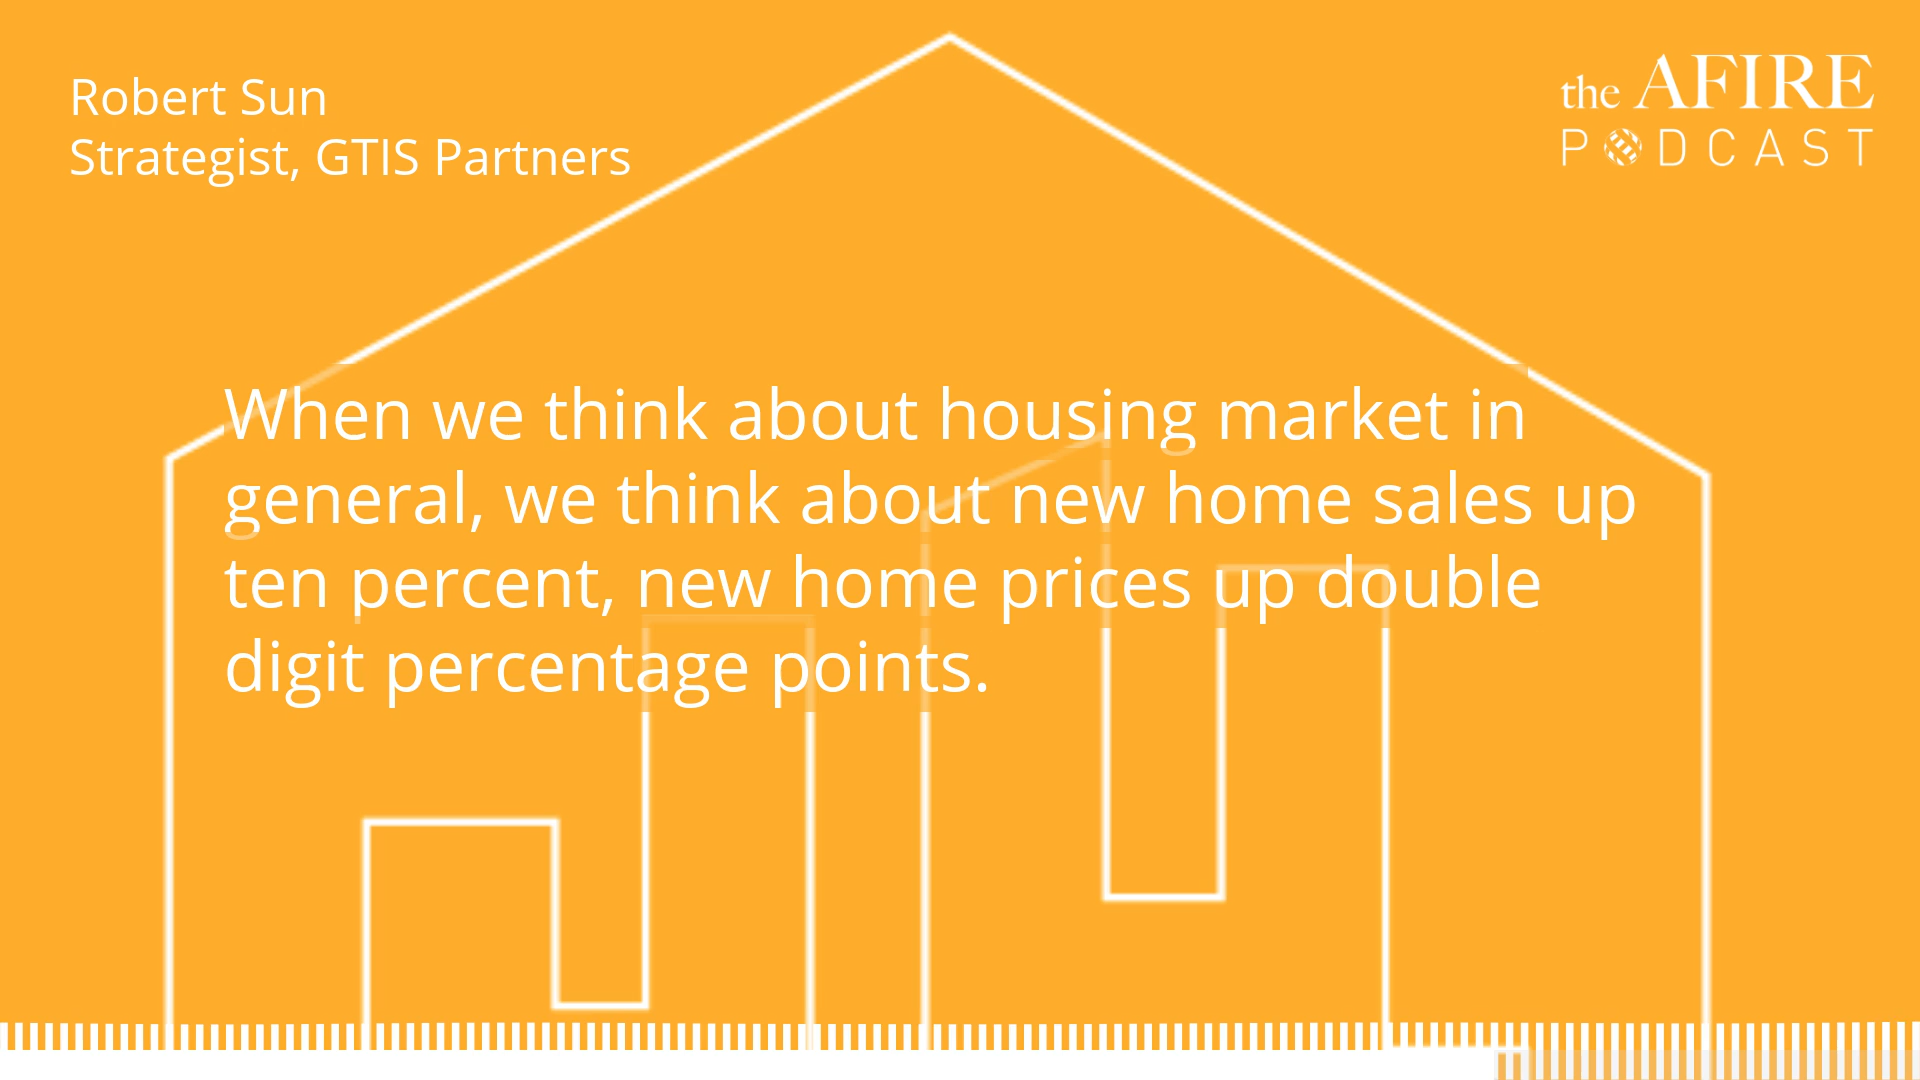 Robert Sun
Strategist, GTIS Partners
the AFIRE
PODCAST
When we think about housing market in
general, we think about new home sales up
ten percent, new home prices up double
digit percentage points.